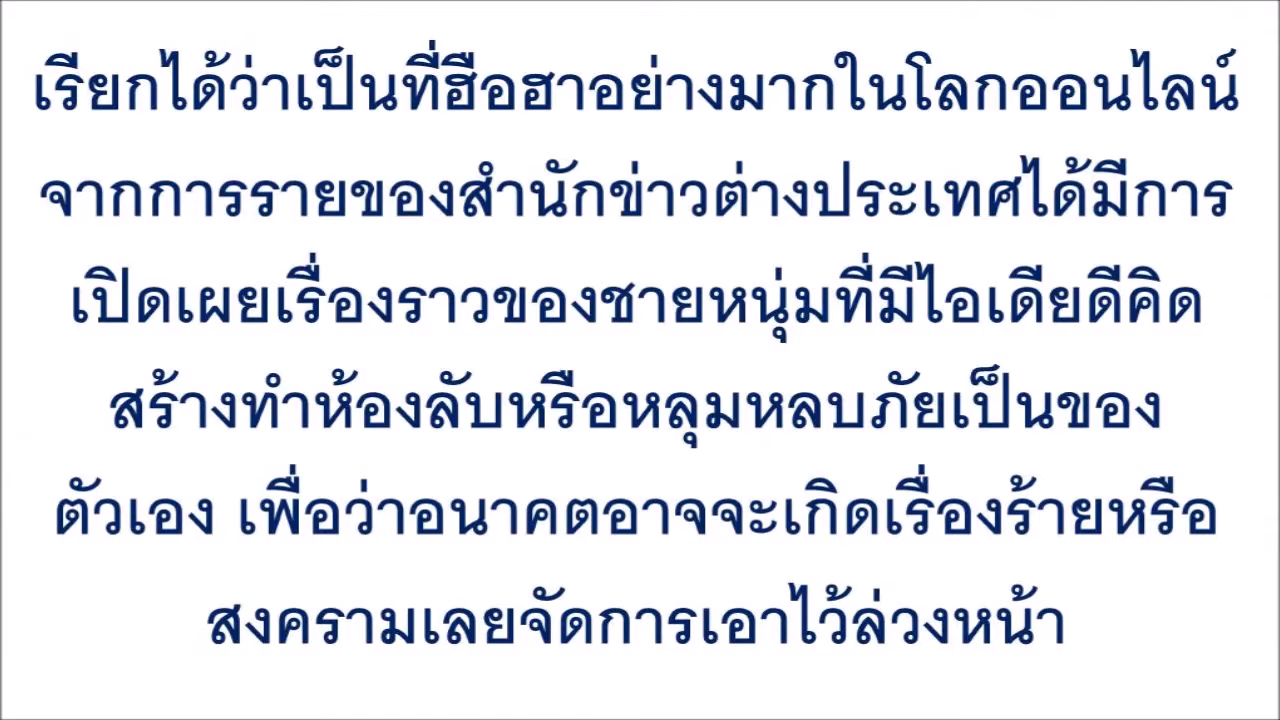 เรียกได้ว่าเป็นที่ฮือฮาอย่างมากในโลกออนไลน์
จากการรายของสำนักข่าวต่างประเทศได้มีการ
เปิดเผยเรื่องราวของชายหนุ่มที่มีไอเดียดีคิด
สร้างทำห้องลับหรือหลุมหลบภัยเป็นของ
ตัวเอง เพื่อว่าอนาคตอาจจะเกิดเรื่องร้ายหรือ
สงครามเลยจัดการเอาไว้ล่วงหน้า